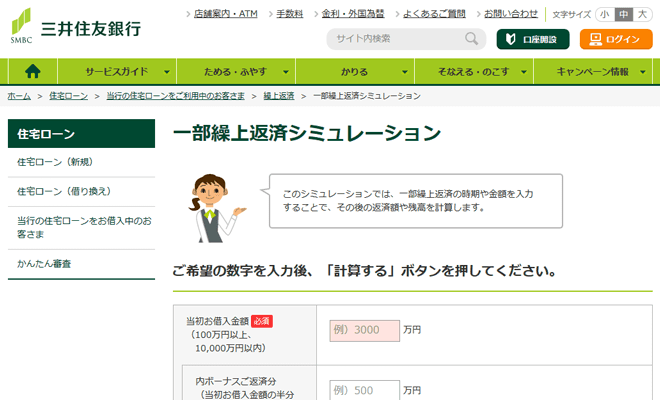 店舗案内・ATM 手数料 金利・外国為替 よくあるご質問 お問い合わせ 文字サイズ 小 中 大
SMBC 三井住友銀行
サイト内検索 口座開設 ログイン
サービスガイド ためる・ふやす かりる そなえる・のこす キャンペーン情報
ホーム > 住宅ローン > 当行の住宅ローンをご利用中のお客さま > 繰上返済 > 一部繰上返済シミュレーション
住宅ローン
住宅ローン（新規）
住宅ローン（借り換え）
当行の住宅ローンをお借入中のお
客さま
かんたん審査
一部繰上返済シミュレーション
このシミュレーションでは、一部繰上返済の時期や金額を入力
することで、その後の返済額や残高を計算します。
ご希望の数字を入力後、「計算する」ボタンを押してください。
当初お借入金額 必須
（100万円以上、
10,000万円以内）
例）3000 万円
内ボーナスご返済分
（当初お借入金額の半分
例）500 万円